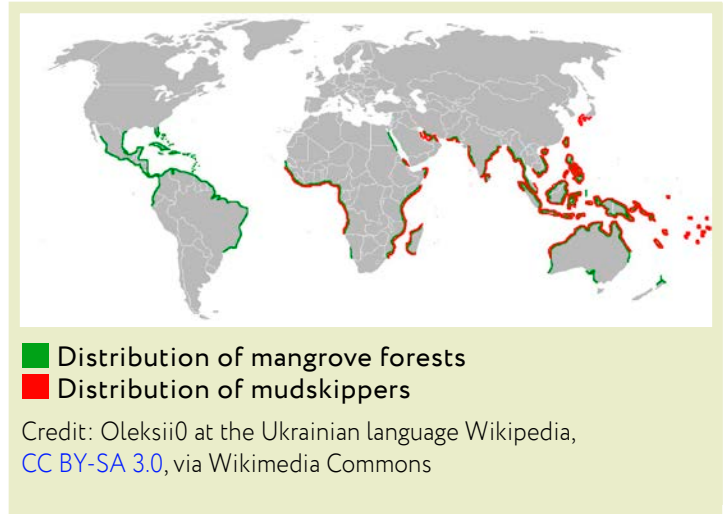 Distribution of mangrove forests
Distribution of mudskippers
Credit: Oleksii0 at the Ukrainian language Wikipedia,
CC BY-SA 3.0, via Wikimedia Commons